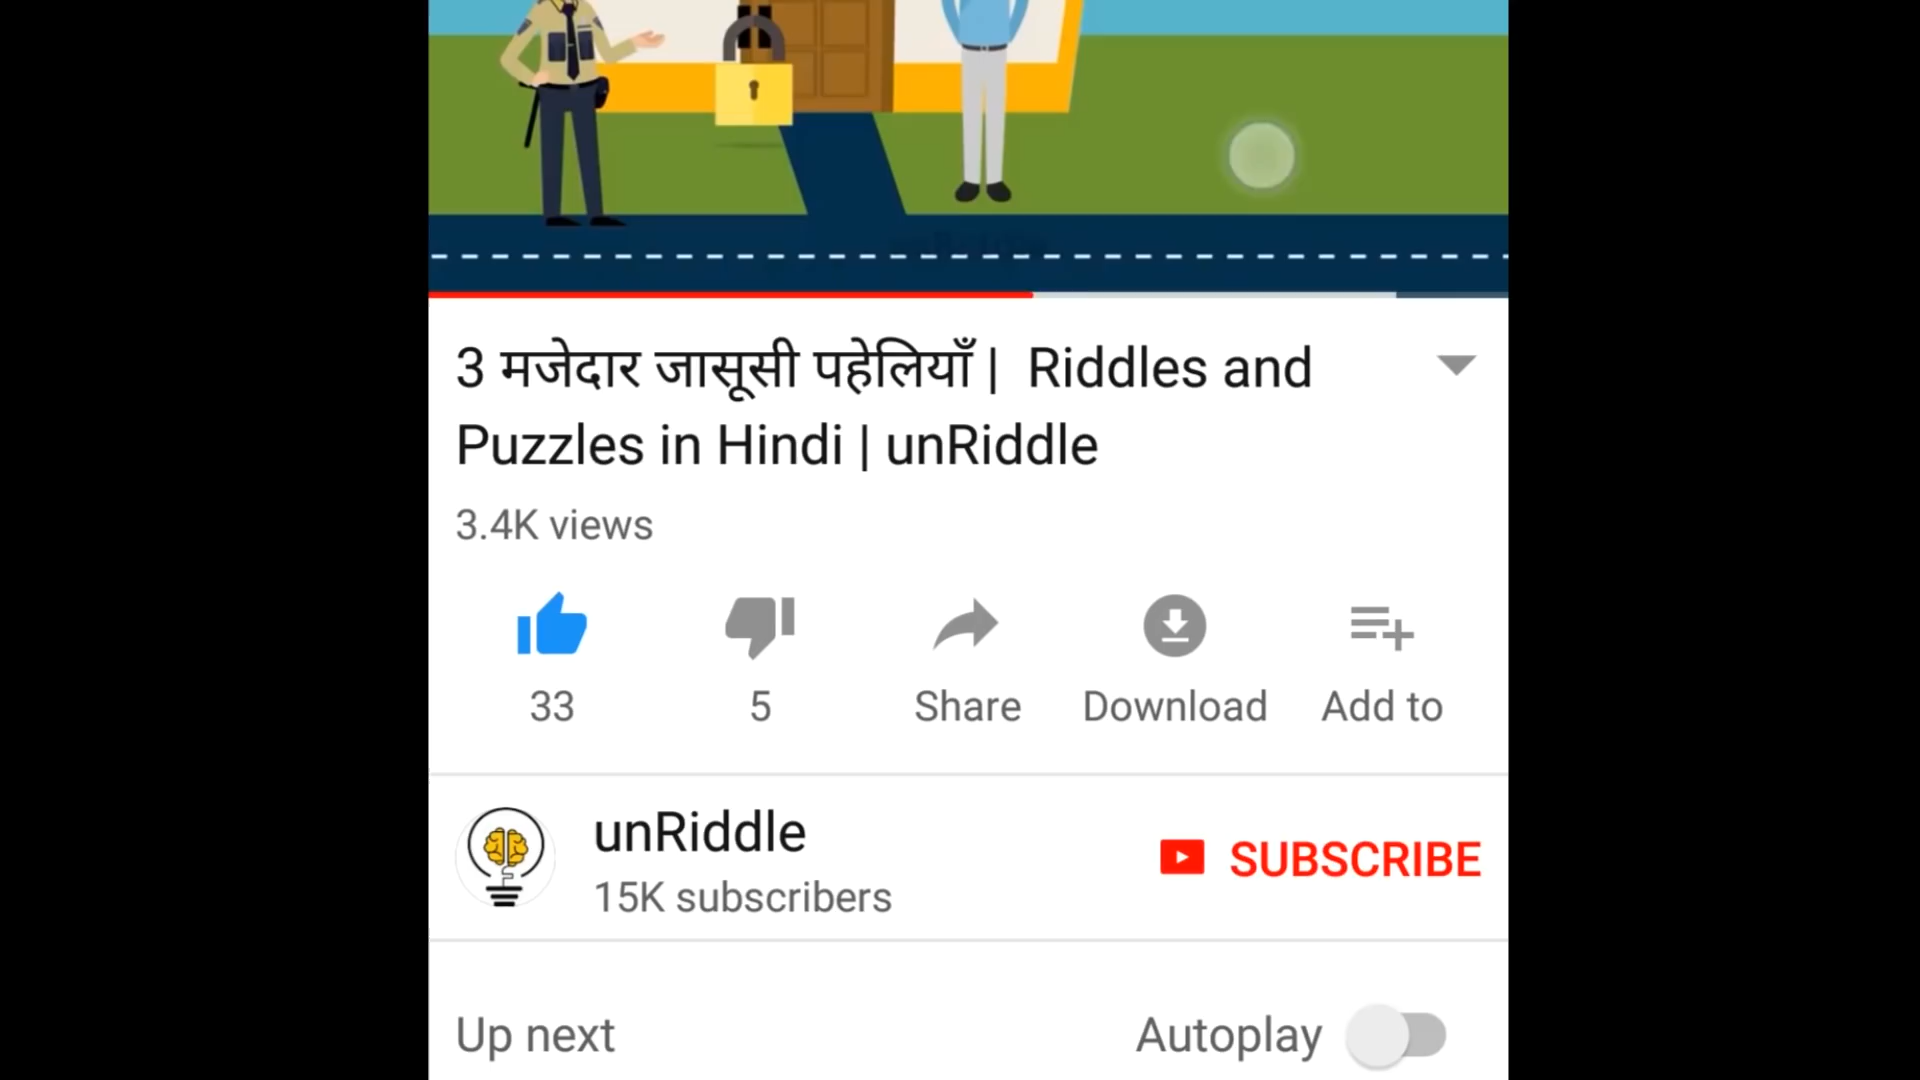 3 मजेदार जासूसी पहेलियाँ | Riddles and
Puzzles in Hindi | unRiddle
3.4K views
33
5
Share
Download
Add to
unRiddle
SUBSCRIBE
15K subscribers
Up next
Autoplay